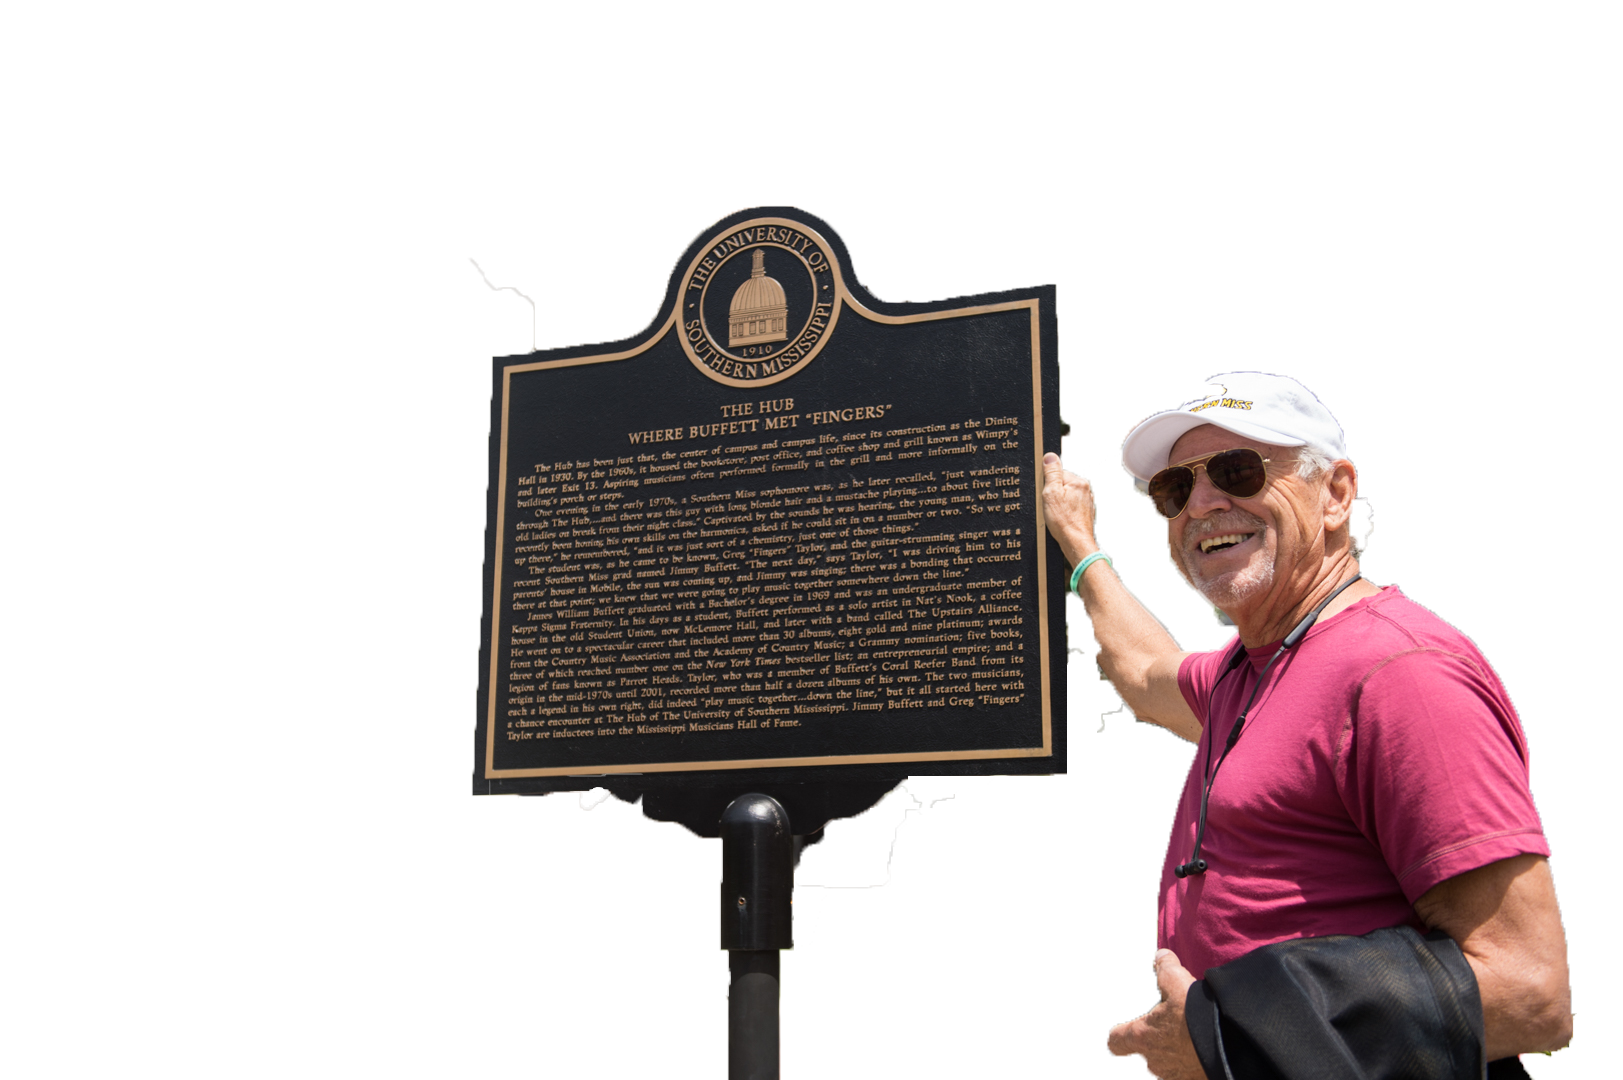 THE UNIVERSITY OF
SOUTHERN MISSISSIPPI
1910
THE HUB
WHERE BUFFETT MET "FINGERS"
The Hub has been just that, the center of campus and campus life, since its construction as the Dining
Hall in 1930. By the 1960s, it housed the bookstore, post office, and coffee shop and grill known as Wimpy's
and later Exit 13. Aspiring musicians often performed formally in the grill and more informally on the
building's porch or steps.
One evening in the early 1970s, a Southern Miss sophomore was, as he later recalled, "just wandering
through The Hub,...and there was this guy with long blonde hair and a mustache playing...to about five little
old ladies on break from their night class." Captivated by the sounds he was hearing, the young man, who had
recently been honing his own skills on the harmonica, asked if he could sit in on a number or two. "So we got
up there," he remembered, "and it was just sort of a chemistry, just one of those things."
The student was, as he came to be known, Greg "Fingers" Taylor, and the guitar-strumming singer was a
recent Southern Miss grad named Jimmy Buffett. "The next day," says Taylor, "I was driving him to his
parents' house in Mobile, the sun was coming up, and Jimmy was singing; there was a bonding that occurred
there at that point; we knew that we were going to play music together somewhere down the line."
James William Buffett graduated with a Bachelor's degree in 1969 and was an undergraduate member of
Kappa Sigma Fraternity. In his days as a student, Buffett performed as a solo artist in Nat's Nook, a coffee
house in the old Student Union, now McLemore Hall, and later with a band called The Upstairs Alliance.
He went on to a spectacular career that included more than 30 albums, eight gold and nine platinum; awards
from the Country Music Association and the Academy of Country Music; a Grammy nomination; five books,
three of which reached number one on the New York Times bestseller list; an entrepreneurial empire; and a
legion of fans known as Parrot Heads. Taylor, who was a member of Buffett's Coral Reefer Band from its
origin in the mid-1970s until 2001, recorded more than half a dozen albums of his own. The two musicians,
each a legend in his own right, did indeed "play music together...down the line," but it all started here with
a chance encounter at The Hub of The University of Southern Mississippi. Jimmy Buffett and Greg "Fingers"
Taylor are inductees into the Mississippi Musicians Hall of Fame.
MISS